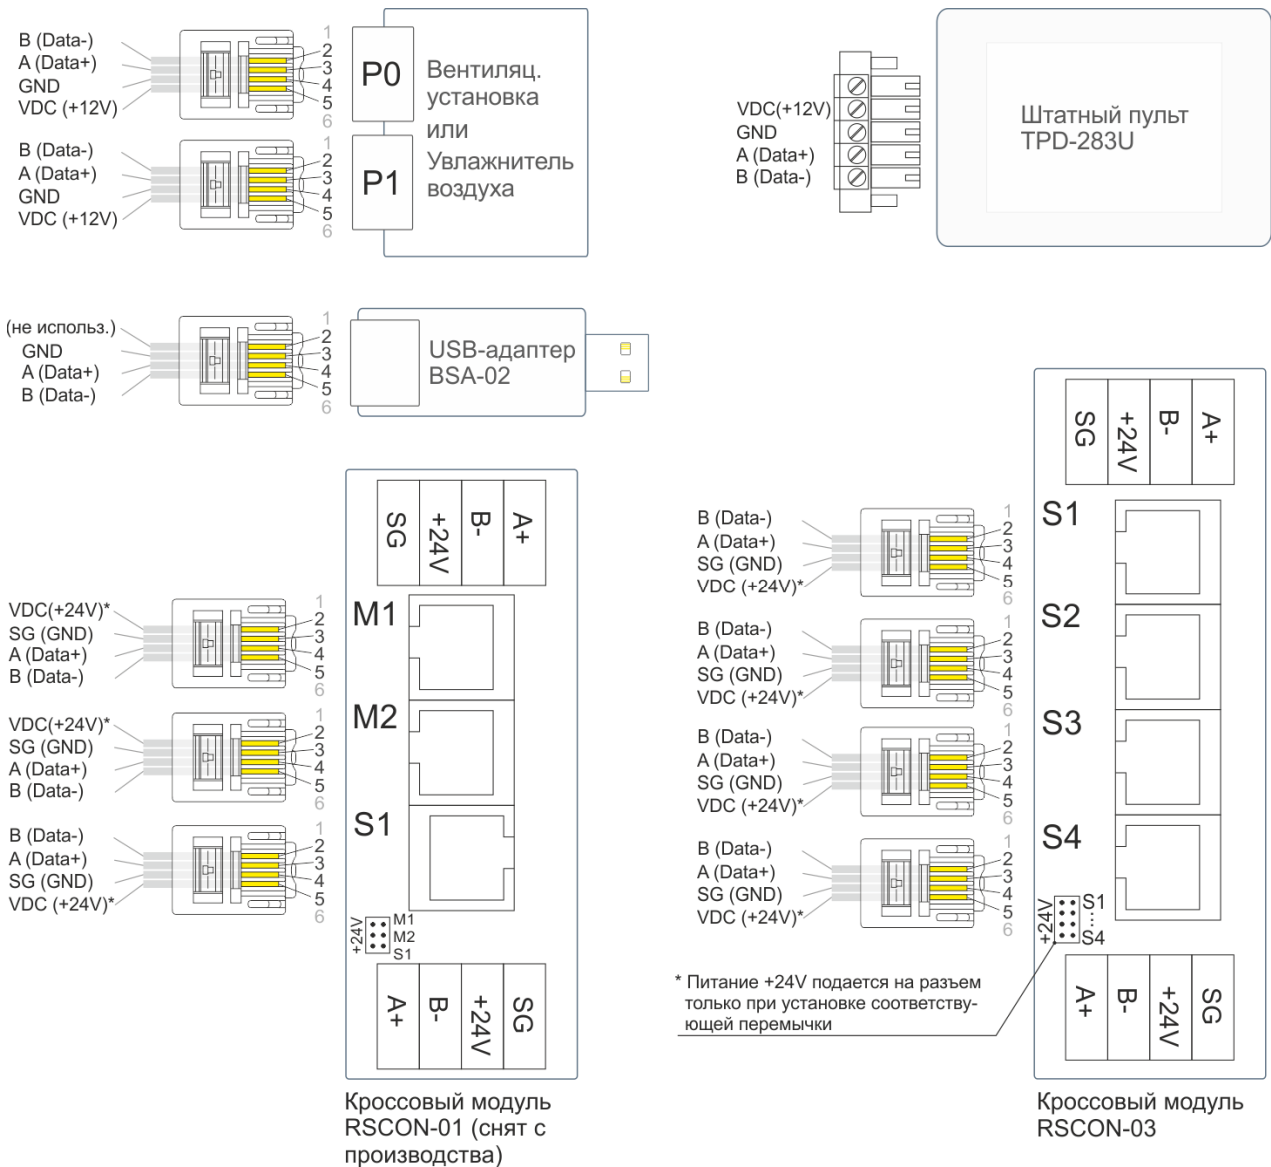 B (Data-)
A (Data+)
GND
VDC (+12V)
1
2
3
4
5
6
P0
B (Data-)
A (Data+)
GND
VDC (+12V)
1
2
3
4
5
6
P1
Вентиляц.
установка
или
Увлажнитель
воздуха
VDC(+12V)
GND
A (Data+)
B (Data-)
Штатный пульт
TPD-283U
(не использ.)
GND
A (Data+)
B (Data-)
1
2
3
4
5
6
USB-адаптер
BSA-02
SG
+24V
B-
A+
VDC(+24V)*
SG (GND)
A (Data+)
B (Data-)
1
2
3
4
5
6
M1
VDC(+24V)*
SG (GND)
A (Data+)
B (Data-)
1
2
3
4
5
6
M2
B (Data-)
A (Data+)
SG (GND)
VDC (+24V)*
1
2
3
4
5
6
S1
+24V
M1
M2
S1
A+
B-
+24V
SG
Кроссовый модуль
RSCON-01 (снят с
производства)
SG
+24V
B-
A+
B (Data-)
A (Data+)
SG (GND)
VDC (+24V)*
1
2
3
4
5
6
S1
B (Data-)
A (Data+)
SG (GND)
VDC (+24V)*
1
2
3
4
5
6
S2
B (Data-)
A (Data+)
SG (GND)
VDC (+24V)*
1
2
3
4
5
6
S3
B (Data-)
A (Data+)
SG (GND)
VDC (+24V)*
1
2
3
4
5
6
S4
+24V
S1
....
S4
* Питание +24V подается на разъем
только при установке соответству-
ющей перемычки
A+
B-
+24V
SG
Кроссовый модуль
RSCON-03